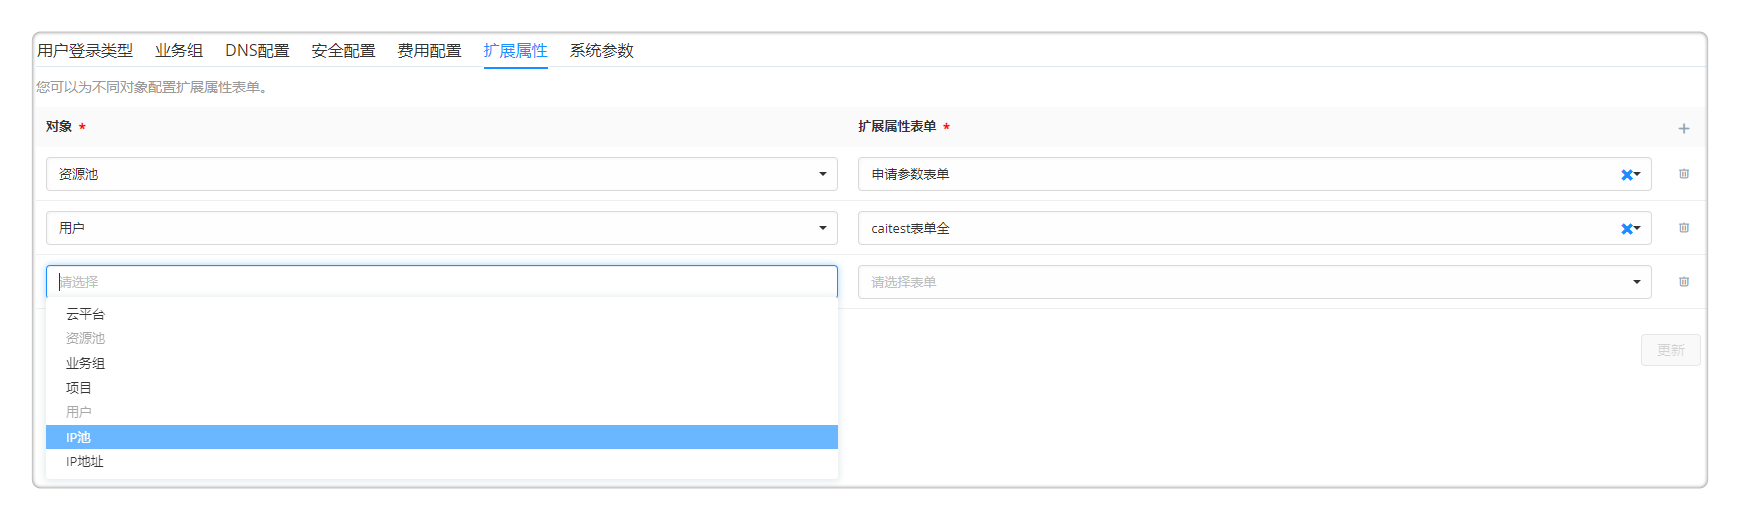 用户登录类型 业务组 DNS配置 安全配置 费用配置 扩展属性 系统参数
您可以为不同对象配置扩展属性表单。
对象 * 扩展属性表单 * +
资源池 申请参数表单
用户 caitest表单全
请选择 请选择表单
云平台
资源池
业务组
项目
用户
IP池
IP地址
更新